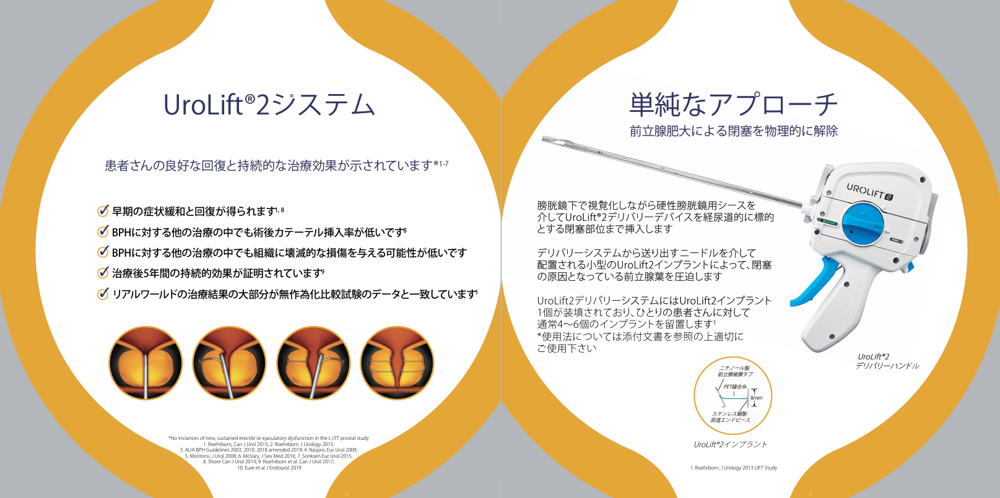 UroLift®2システム
患者さんの良好な回復と持続的な治療効果が示されています*1-7
早期の症状緩和と回復が得られます1, 8
BPHに対する他の治療の中でも術後カテーテル挿入率が低いです8
BPHに対する他の治療の中でも組織に壊滅的な損傷を与える可能性が低いです
治療後5年間の持続的効果が証明されています9
リアルワールドの治療結果の大部分が無作為化比較試験のデータと一致しています1
*No instances of new, sustained erectile or ejaculatory dysfunction in the L.I.F.T. pivotal study
1. Roehrborn, Can J Urol 2015; 2. Roehrborn. J Urology 2013;
3. AUA BPH Guidelines 2003, 2010, 2018 amended 2019; 4. Naspro, Eur Urol 2009;
5. Montorsi, J Urol 2008; 6. McVary, J Sex Med 2016; 7. Sonksen Eur Urol 2015;
8. Shore Can J Urol 2014; 9. Roehrborn et al. Can J Urol 2017;
10. Eure et al J Endourol 2019
単純なアプローチ
前立腺肥大による閉塞を物理的に解除
UROLIFT 2
膀胱鏡下で視覚化しながら硬性膀胱鏡用シースを
介してUroLift®2デリバリーデバイスを経尿道的に標的
とする閉塞部位まで挿入します
デリバリーシステムから送り出すニードルを介して
配置される小型のUroLift2インプラントによって、閉塞
の原因となっている前立腺葉を圧迫します
UroLift2デリバリーシステムにはUroLift2インプラント
1個が装填されており、ひとりの患者さんに対して
通常4～6個のインプラントを留置します1
*使用法については添付文書を参照の上適切に
ご使用下さい
UroLift®2
デリバリーハンドル
ニチノール製
前立腺被膜タブ
PET縫合糸
8mm
ステンレス鋼製
尿道エンドピース
UroLift®2インプラント
1. Roehrborn, J Urology 2013 LIFT Study